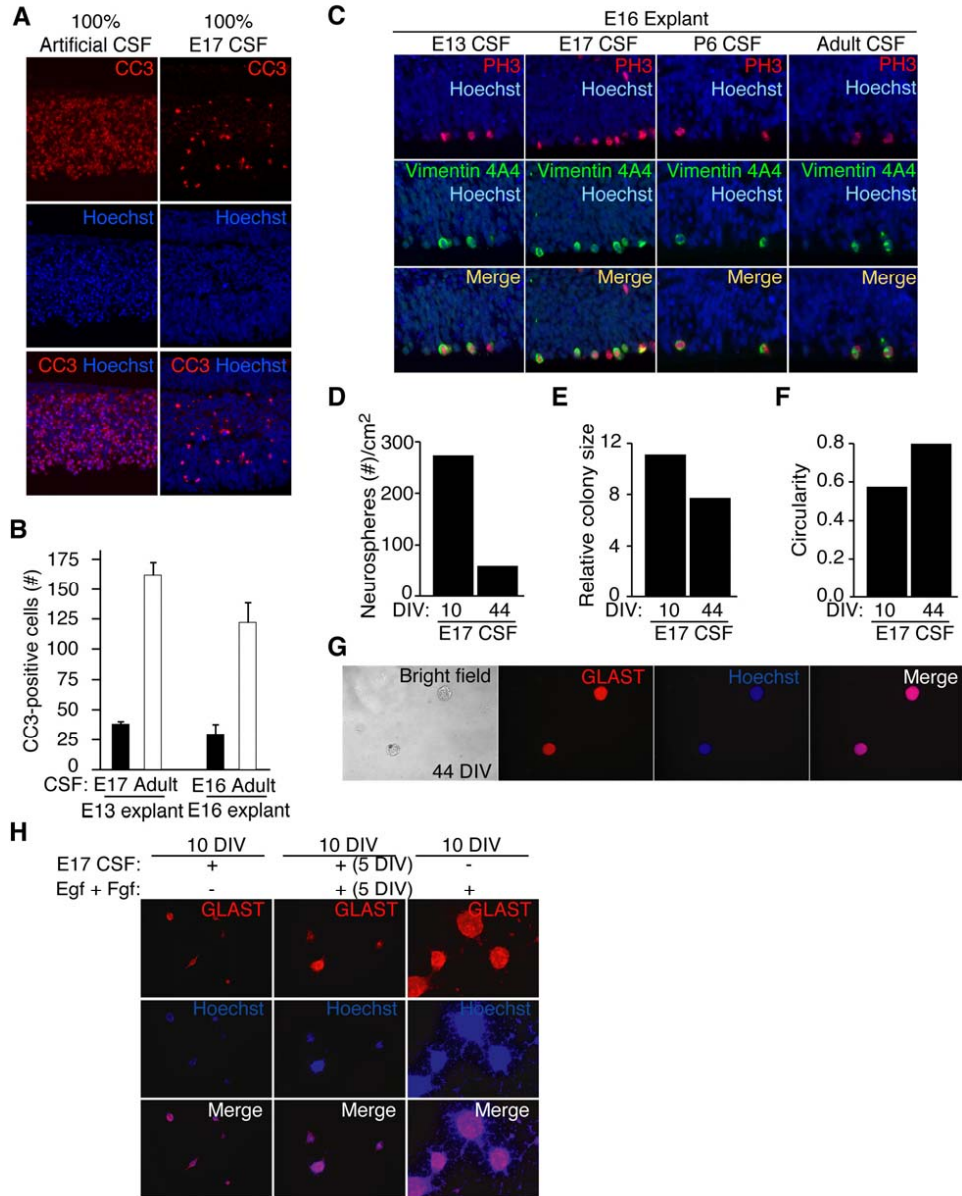 A
100%
Artificial CSF
100%
E17 CSF
CC3
CC3
Hoechst
Hoechst
CC3 Hoechst
CC3 Hoechst
B
CC3-positive cells (#)
175
150
125
100
75
50
25
0
CSF: E17 Adult E16 Adult
E13 explant E16 explant
C
E16 Explant
E13 CSF E17 CSF P6 CSF Adult CSF
PH3 PH3 PH3 PH3
Hoechst Hoechst Hoechst Hoechst
Vimentin 4A4 Vimentin 4A4 Vimentin 4A4 Vimentin 4A4
Hoechst Hoechst Hoechst Hoechst
Merge Merge Merge Merge
D
Neurospheres (#)/cm²
300
200
100
0
DIV: 10 44
E17 CSF
E
Relative colony size
12
8
4
0
DIV: 10 44
E17 CSF
F
Circularity
0.8
0.6
0.4
0.2
0.0
DIV: 10 44
E17 CSF
G
Bright field
44 DIV
GLAST
Hoechst
Merge
H
10 DIV 10 DIV 10 DIV
E17 CSF: + + (5 DIV) -
Egf + Fgf: - + (5 DIV) +
GLAST GLAST GLAST
Hoechst Hoechst Hoechst
Merge Merge Merge